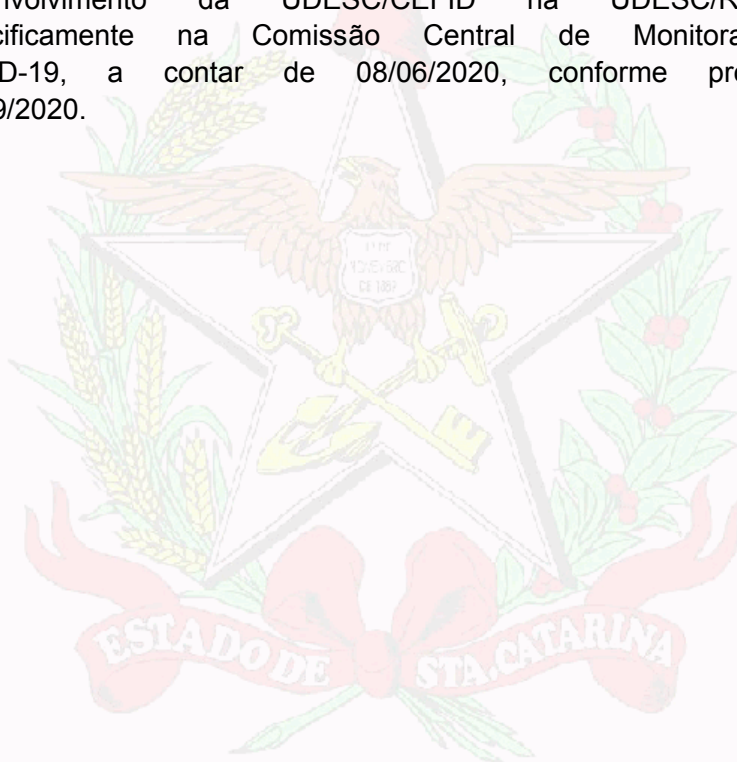 nvolvimento da UDESC/CEFID na UDESC/R
cificamente na Comissão Central de Monitora
D-19, a contar de 08/06/2020, conforme pro
9/2020.
ESTADO DE STA. CATARINA